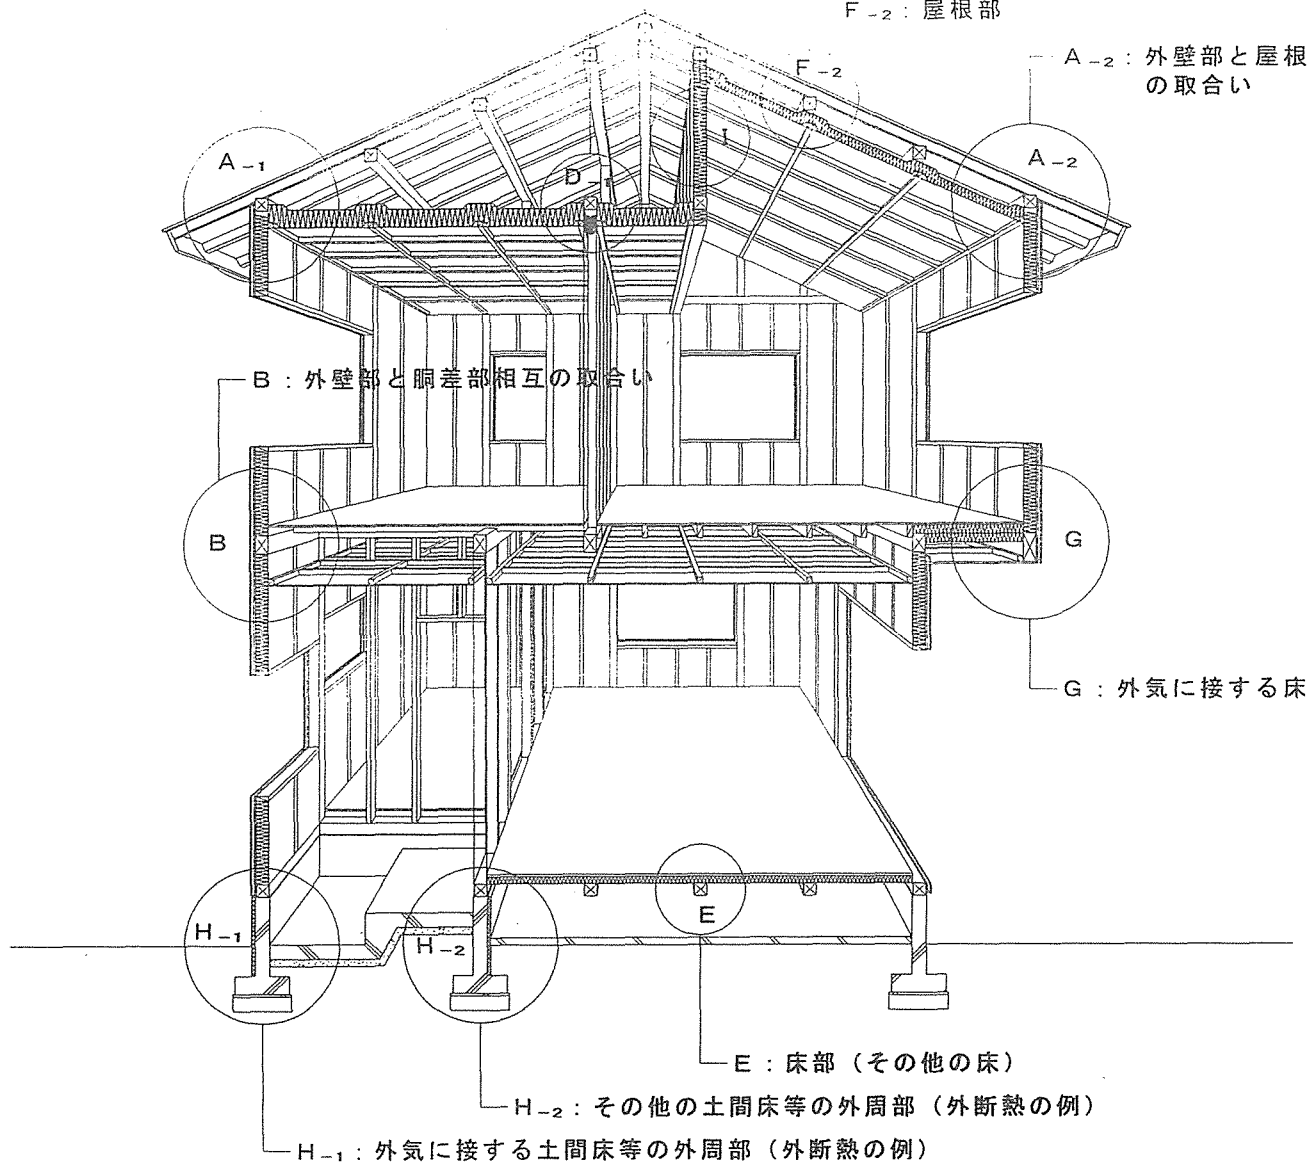 F-2：屋根部
A-2：外壁部と屋根
の取合い
F-2
I
A-1
A-2
D-1
B：外壁部と胴差部相互の取合い
B
G
G：外気に接する床
E
H-1
H-2
E：床部（その他の床）
H-2：その他の土間床等の外周部（外断熱の例）
H-1：外気に接する土間床等の外周部（外断熱の例）